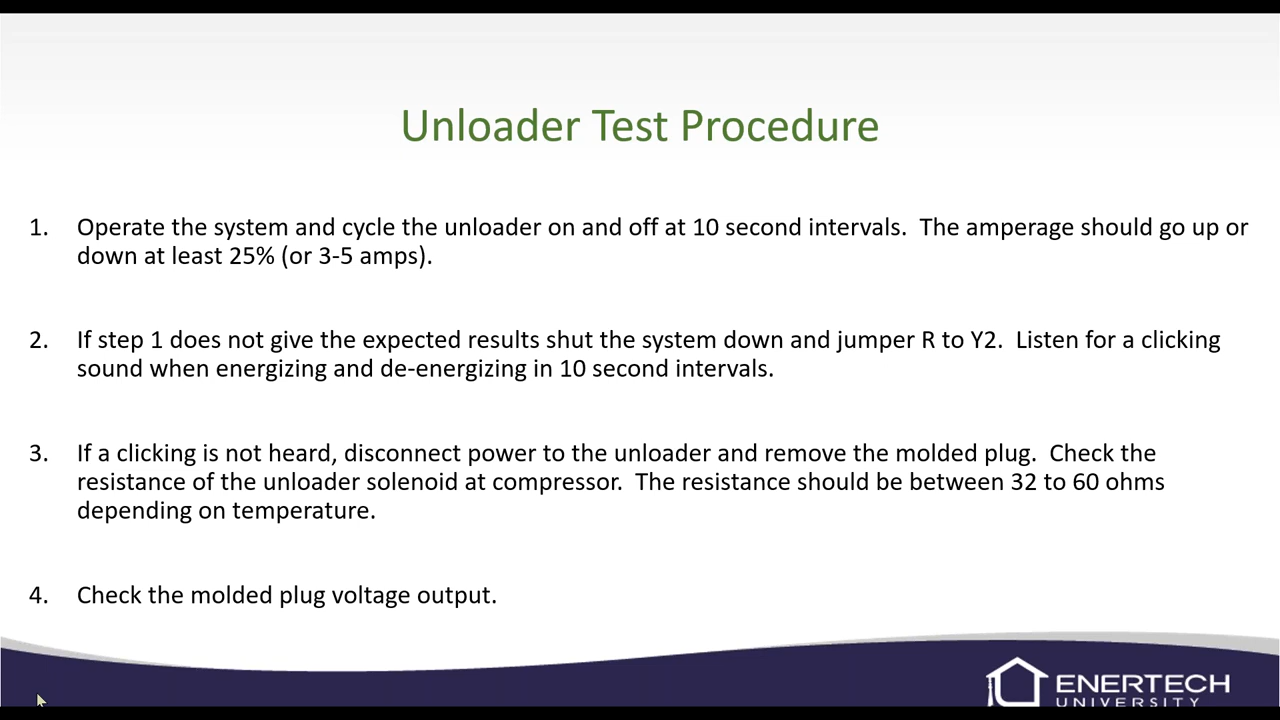 Unloader Test Procedure
1. Operate the system and cycle the unloader on and off at 10 second intervals.  The amperage should go up or
down at least 25% (or 3-5 amps).
2. If step 1 does not give the expected results shut the system down and jumper R to Y2.  Listen for a clicking
sound when energizing and de-energizing in 10 second intervals.
3. If a clicking is not heard, disconnect power to the unloader and remove the molded plug.  Check the
resistance of the unloader solenoid at compressor.  The resistance should be between 32 to 60 ohms
depending on temperature.
4. Check the molded plug voltage output.
ENERTECH
UNIVERSITY